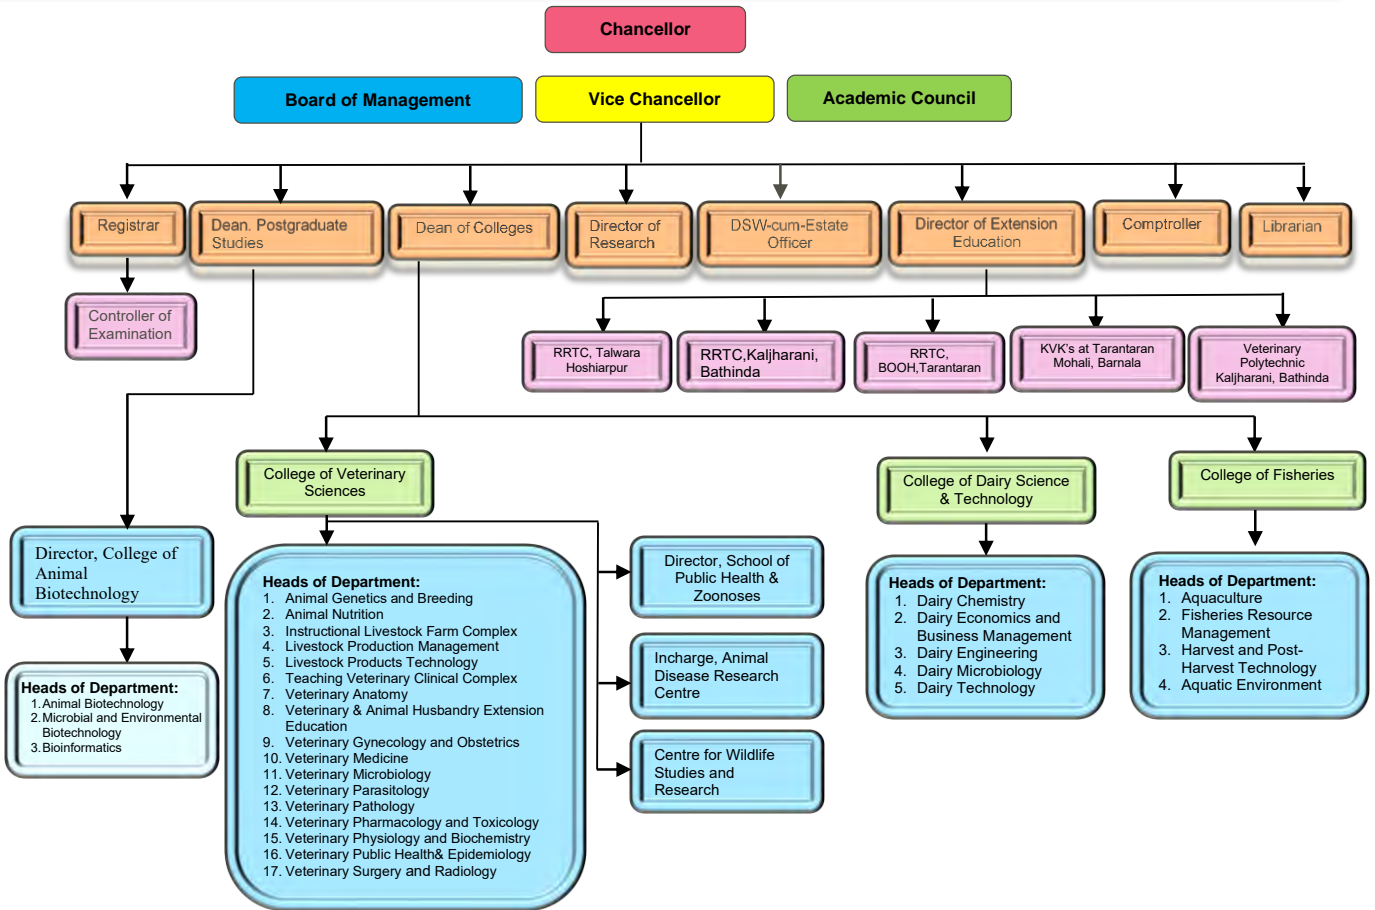 Chancellor
Board of Management
Vice Chancellor
Academic Council
Registrar
Dean. Postgraduate
Studies
Dean of Colleges
Director of
Research
DSW-cum-Estate
Officer
Director of Extension
Education
Comptroller
Librarian
Controller of
Examination
RRTC, Talwara
Hoshiarpur
RRTC,Kaljharani,
Bathinda
RRTC,
BOOH,Tarantaran
KVK's at Tarantaran
Mohali, Barnala
Veterinary
Polytechnic
Kaljharani, Bathinda
College of Veterinary
Sciences
College of Dairy Science
& Technology
College of Fisheries
Director, College of
Animal
Biotechnology
Heads of Department:
1. Animal Biotechnology
2. Microbial and Environmental
Biotechnology
3. Bioinformatics
Heads of Department:
1. Animal Genetics and Breeding
2. Animal Nutrition
3. Instructional Livestock Farm Complex
4. Livestock Production Management
5. Livestock Products Technology
6. Teaching Veterinary Clinical Complex
7. Veterinary Anatomy
8. Veterinary & Animal Husbandry Extension
Education
9. Veterinary Gynecology and Obstetrics
10. Veterinary Medicine
11. Veterinary Microbiology
12. Veterinary Parasitology
13. Veterinary Pathology
14. Veterinary Pharmacology and Toxicology
15. Veterinary Physiology and Biochemistry
16. Veterinary Public Health& Epidemiology
17. Veterinary Surgery and Radiology
Director, School of
Public Health &
Zoonoses
Incharge, Animal
Disease Research
Centre
Centre for Wildlife
Studies and
Research
Heads of Department:
1. Dairy Chemistry
2. Dairy Economics and
Business Management
3. Dairy Engineering
4. Dairy Microbiology
5. Dairy Technology
Heads of Department:
1. Aquaculture
2. Fisheries Resource
Management
3. Harvest and Post-
Harvest Technology
4. Aquatic Environment